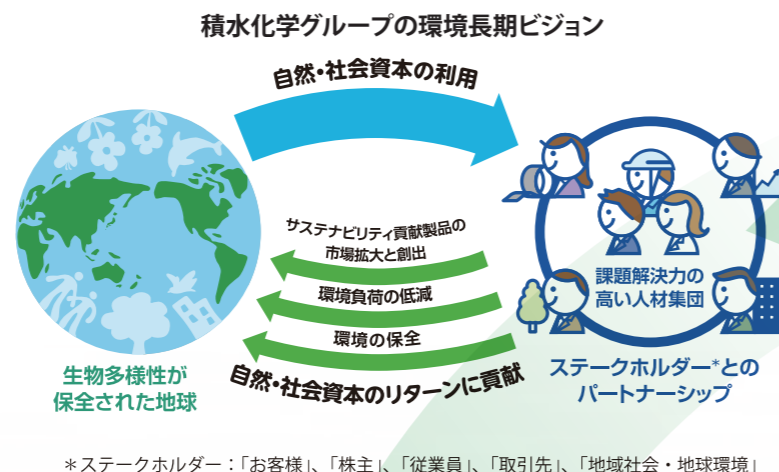 積水化学グループの環境長期ビジョン
自然・社会資本の利用
サステナビリティ貢献製品の
市場拡大と創出
環境負荷の低減
環境の保全
自然・社会資本のリターンに貢献
生物多様性が
保全された地球
課題解決力の
高い人材集団
ステークホルダー*との
パートナーシップ
*ステークホルダー:「お客様」、「株主」、「従業員」、「取引先」、「地域社会・地球環境」